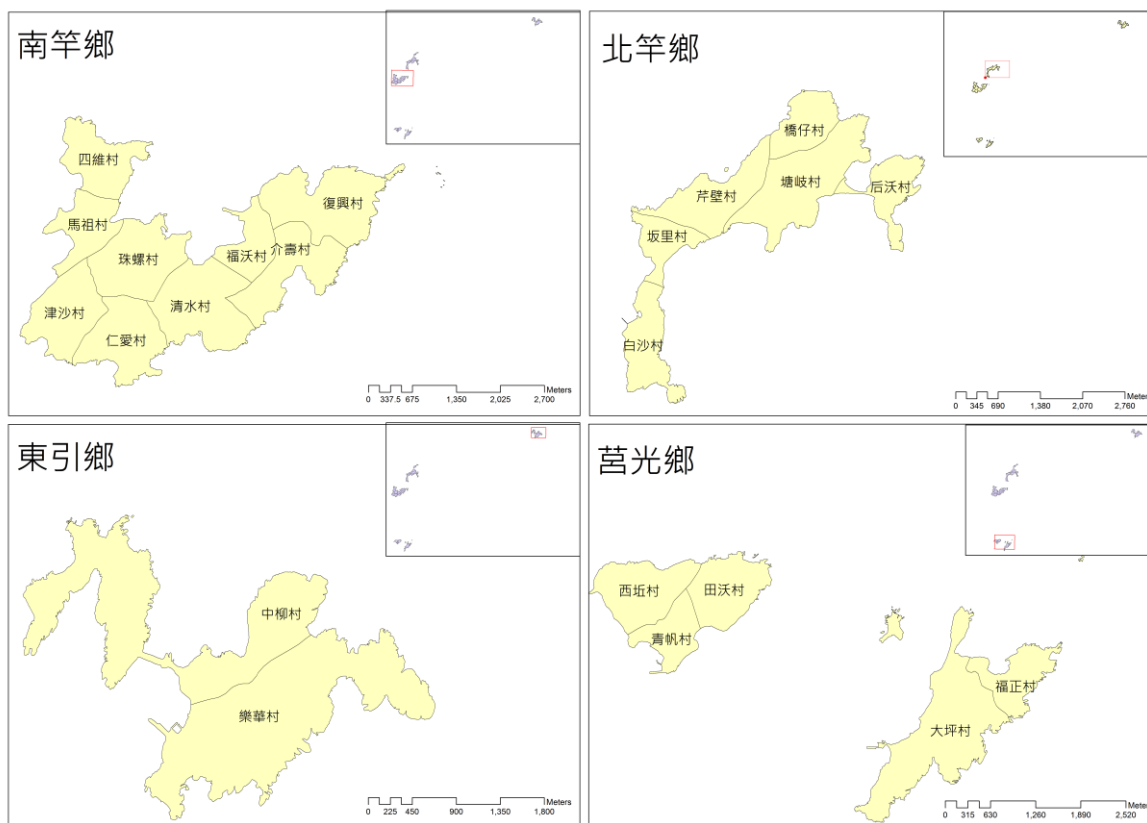 南竿鄉
四維村
復興村
馬祖村
介壽村
福沃村
珠螺村
清水村
津沙村
仁愛村
Meters
0 337.5 675 1,350 2,025 2,700
北竿鄉
橋仔村
塘岐村
后沃村
芹壁村
坂里村
白沙村
Meters
0 345 690 1,380 2,070 2,760
東引鄉
中柳村
樂華村
Meters
0 225 450 900 1,350 1,800
莒光鄉
西坵村
田沃村
青帆村
福正村
大坪村
Meters
0 315 630 1,260 1,890 2,520